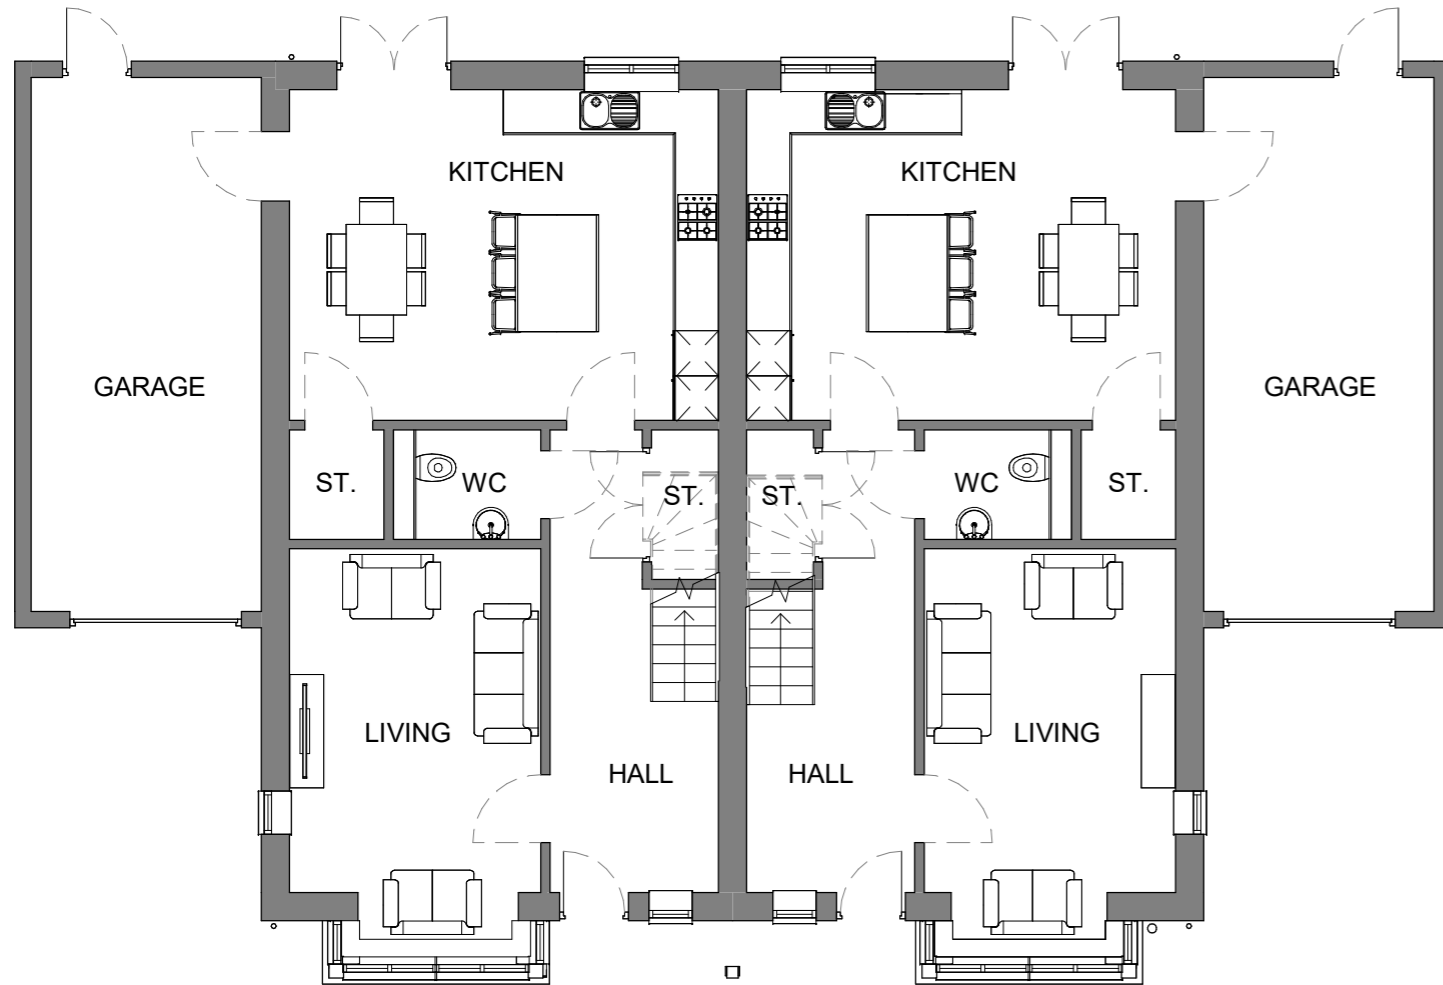 KITCHEN
KITCHEN
GARAGE
GARAGE
ST.
WC
ST.
ST.
WC
ST.
LIVING
LIVING
HALL
HALL